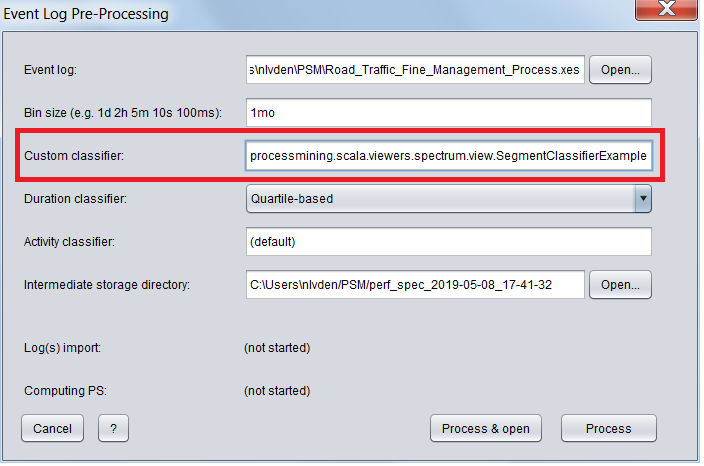 Event Log Pre-Processing
Event log: s\nlvden\PSM\Road_Traffic_Fine_Management_Process.xes Open...
Bin size (e.g. 1d 2h 5m 10s 100ms): 1mo
Custom classifier: processmining.scala.viewers.spectrum.view.SegmentClassifierExample
Duration classifier: Quartile-based
Activity classifier: (default)
Intermediate storage directory: C:\Users\nlvden/PSM/perf_spec_2019-05-08_17-41-32 Open...
Log(s) import: (not started)
Computing PS: (not started)
Cancel ? Process & open Process